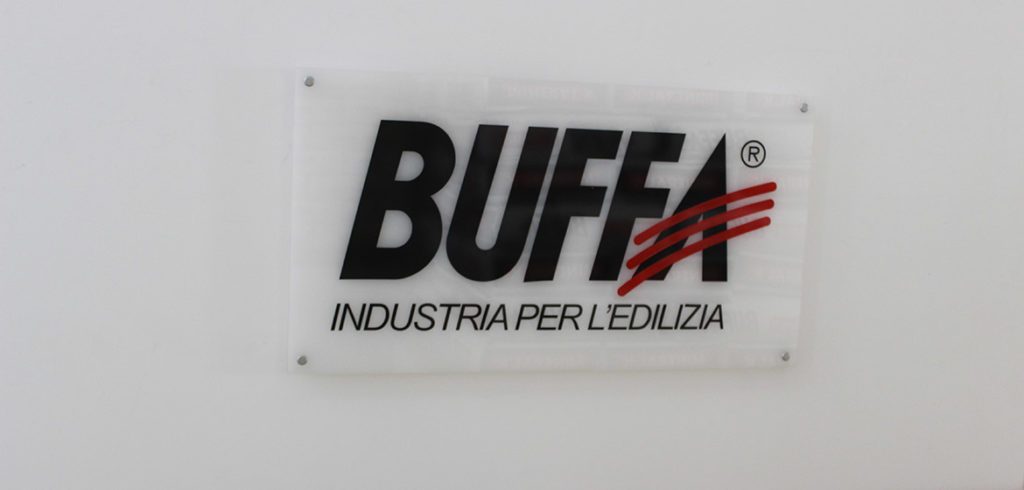 BUFFA®
INDUSTRIA PER L'EDILIZIA